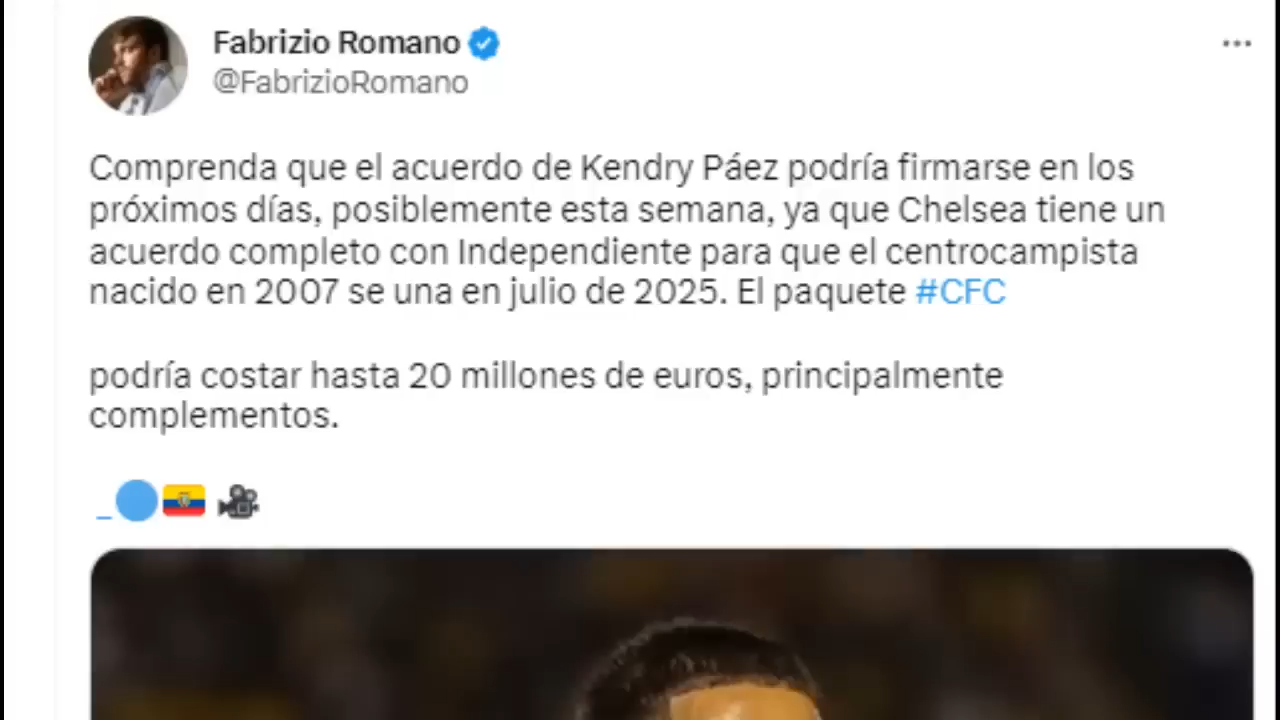 Fabrizio Romano
@FabrizioRomano
Comprenda que el acuerdo de Kendry Páez podría firmarse en los
próximos días, posiblemente esta semana, ya que Chelsea tiene un
acuerdo completo con Independiente para que el centrocampista
nacido en 2007 se una en julio de 2025. El paquete #CFC
podría costar hasta 20 millones de euros, principalmente
complementos.